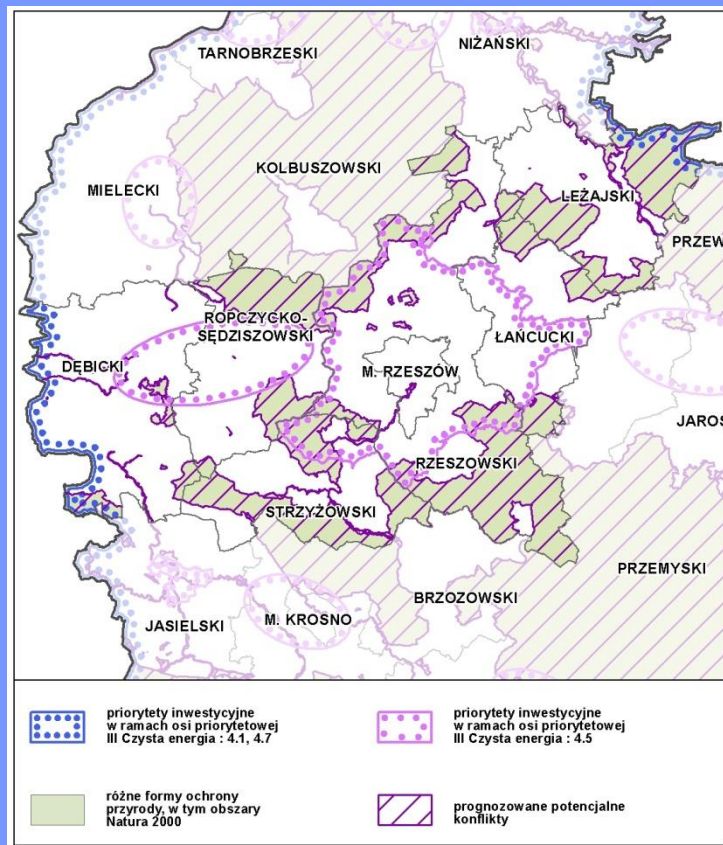 TARNOBRZESKI
NIŻAŃSKI
KOLBUSZOWSKI
MIELECKI
LEŻAJSKI
PRZEW
ROPCZYCKO-
SĘDZISZOWSKI
ŁAŃCUCKI
DĘBICKI
M. RZESZÓW
JAROS
RZESZOWSKI
STRZYŻOWSKI
PRZEMYSKI
BRZOZOWSKI
M. KROSNO
JASIELSKI
priorytety inwestycyjne
w ramach osi priorytetowej
III Czysta energia : 4.1, 4.7
priorytety inwestycyjne
w ramach osi priorytetowej
III Czysta energia : 4.5
różne formy ochrony
przyrody, w tym obszary
Natura 2000
prognozowane potencjalne
konflikty